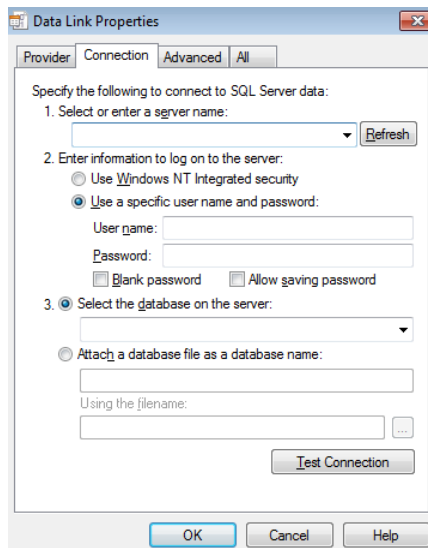 Data Link Properties
Provider Connection Advanced All
Specify the following to connect to SQL Server data:
1. Select or enter a server name:
Refresh
2. Enter information to log on to the server:
Use Windows NT Integrated security
Use a specific user name and password:
User name:
Password:
Blank password Allow saving password
3. Select the database on the server:
Attach a database file as a database name:
Using the filename:
...
Test Connection
OK Cancel Help